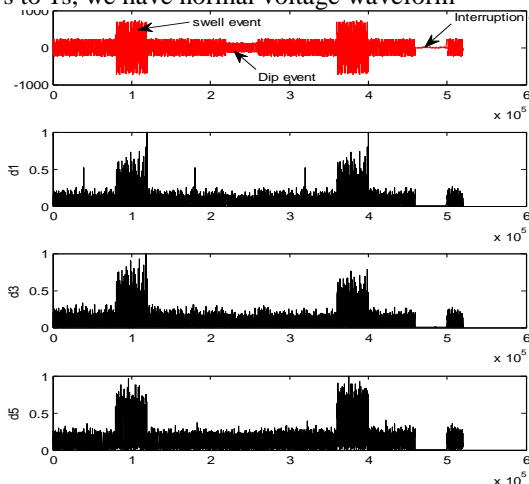 s to 1s, we have normal voltage waveform
1000
swell event
Interruption
0
Dip event
-1000
0 1 2 3 4 5 6
x 10^5
1
d1
0.5
0
0 1 2 3 4 5 6
x 10^5
1
d3
0.5
0
0 1 2 3 4 5 6
x 10^5
1
d5
0.5
0
0 1 2 3 4 5 6
x 10^5